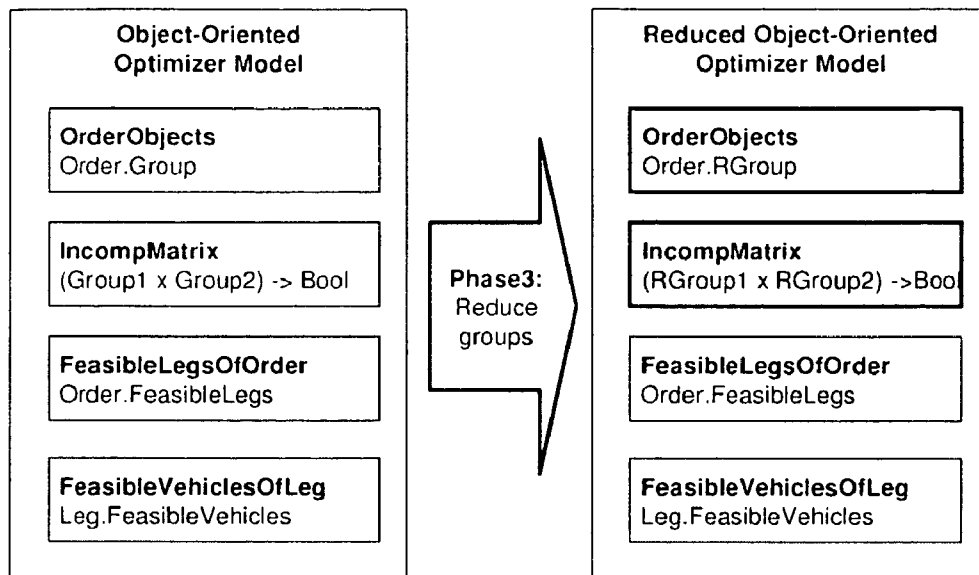 Object-Oriented
Optimizer Model
OrderObjects
Order.Group
IncompMatrix
(Group1 x Group2) -> Bool
FeasibleLegsOfOrder
Order.FeasibleLegs
FeasibleVehiclesOfLeg
Leg.FeasibleVehicles
Phase3:
Reduce
groups
Reduced Object-Oriented
Optimizer Model
OrderObjects
Order.RGroup
IncompMatrix
(RGroup1 x RGroup2) ->Bool
FeasibleLegsOfOrder
Order.FeasibleLegs
FeasibleVehiclesOfLeg
Leg.FeasibleVehicles